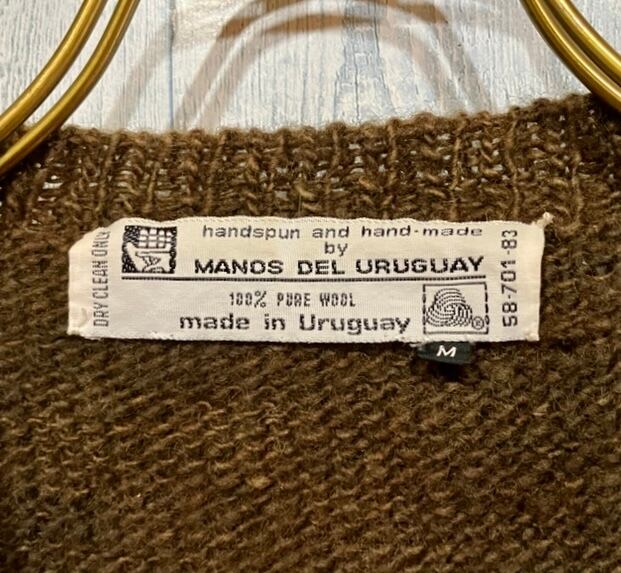 DRY CLEAN ONLY
handspun and hand-made
by
MANOS DEL URUGUAY
100% PURE WOOL
made in Uruguay
®
58-701-83
M